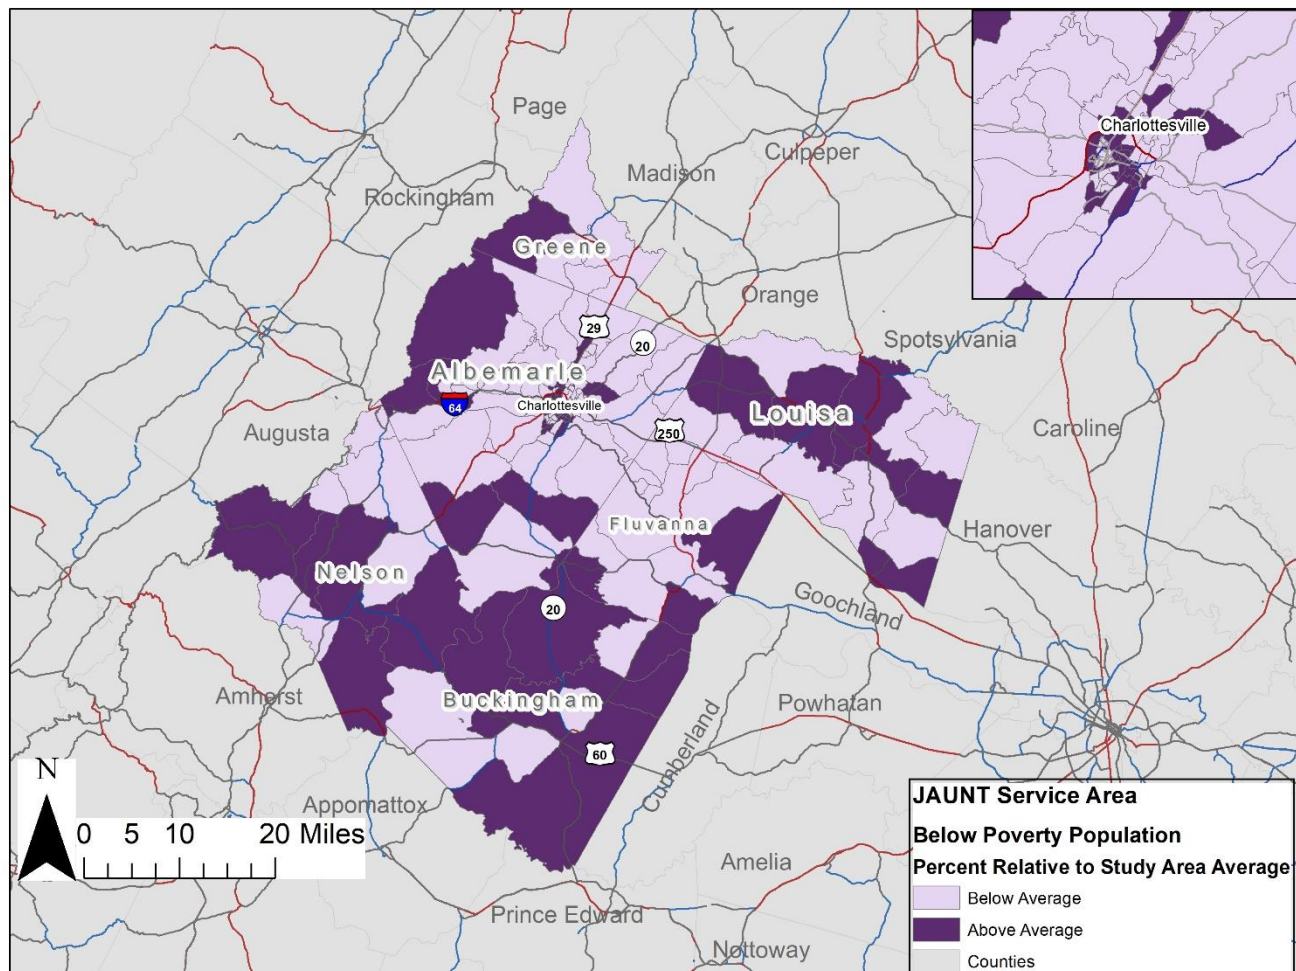 Page
Madison
Culpeper
Rockingham
Greene
Orange
Spotsylvania
29
20
Albemarle
64
Charlottesville
Louisa
250
Augusta
Caroline
Fluvanna
Hanover
Nelson
20
Goochland
Amherst
Buckingham
Powhatan
60
Cumberland
Appomattox
Amelia
Prince Edward
Nottoway
Charlottesville
N
0 5 10 20 Miles
JAUNT Service Area
Below Poverty Population
Percent Relative to Study Area Average
Below Average
Above Average
Counties